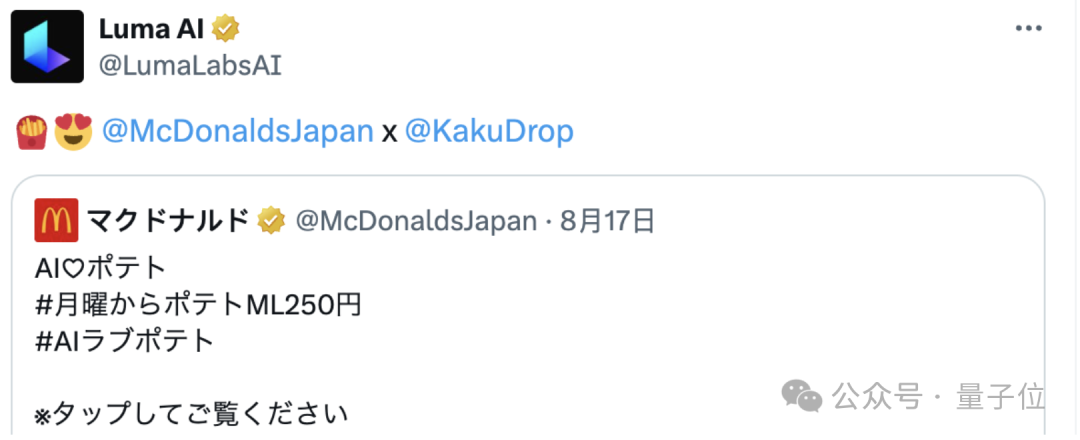 Luma AI
@LumaLabsAI
🍟😍 @McDonaldsJapan x @KakuDrop
マクドナルド @McDonaldsJapan · 8月17日
AI♡ポテト
#月曜からポテトML250円
#AIラブポテト
※タップしてご覧ください
公众号 · 量子位